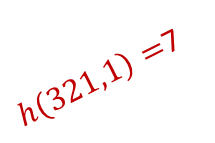 h(321,1) =7